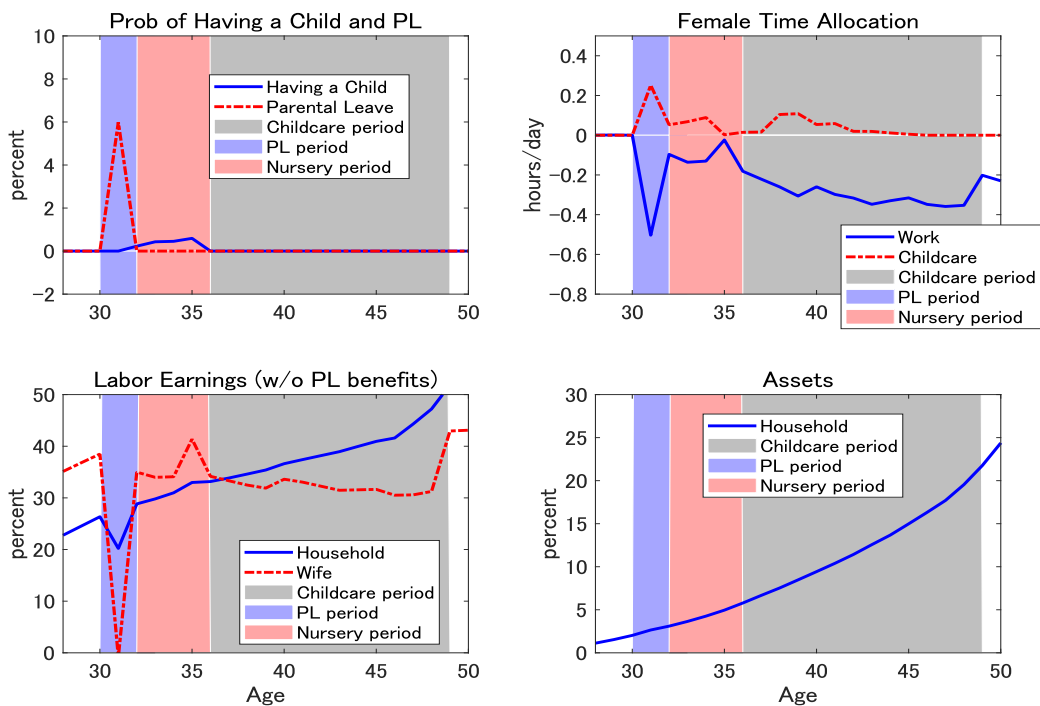 Prob of Having a Child and PL
10
8
6
4
2
0
-2
percent
30
35
40
45
50
Having a Child
Parental Leave
Childcare period
PL period
Nursery period
Female Time Allocation
0.4
0.2
0
-0.2
-0.4
-0.6
-0.8
hours/day
30
35
40
45
50
Work
Childcare
Childcare period
PL period
Nursery period
Labor Earnings (w/o PL benefits)
50
40
30
20
10
0
percent
30
35
40
45
50
Age
Household
Wife
Childcare period
PL period
Nursery period
Assets
30
25
20
15
10
5
0
percent
30
35
40
45
50
Age
Household
Childcare period
PL period
Nursery period